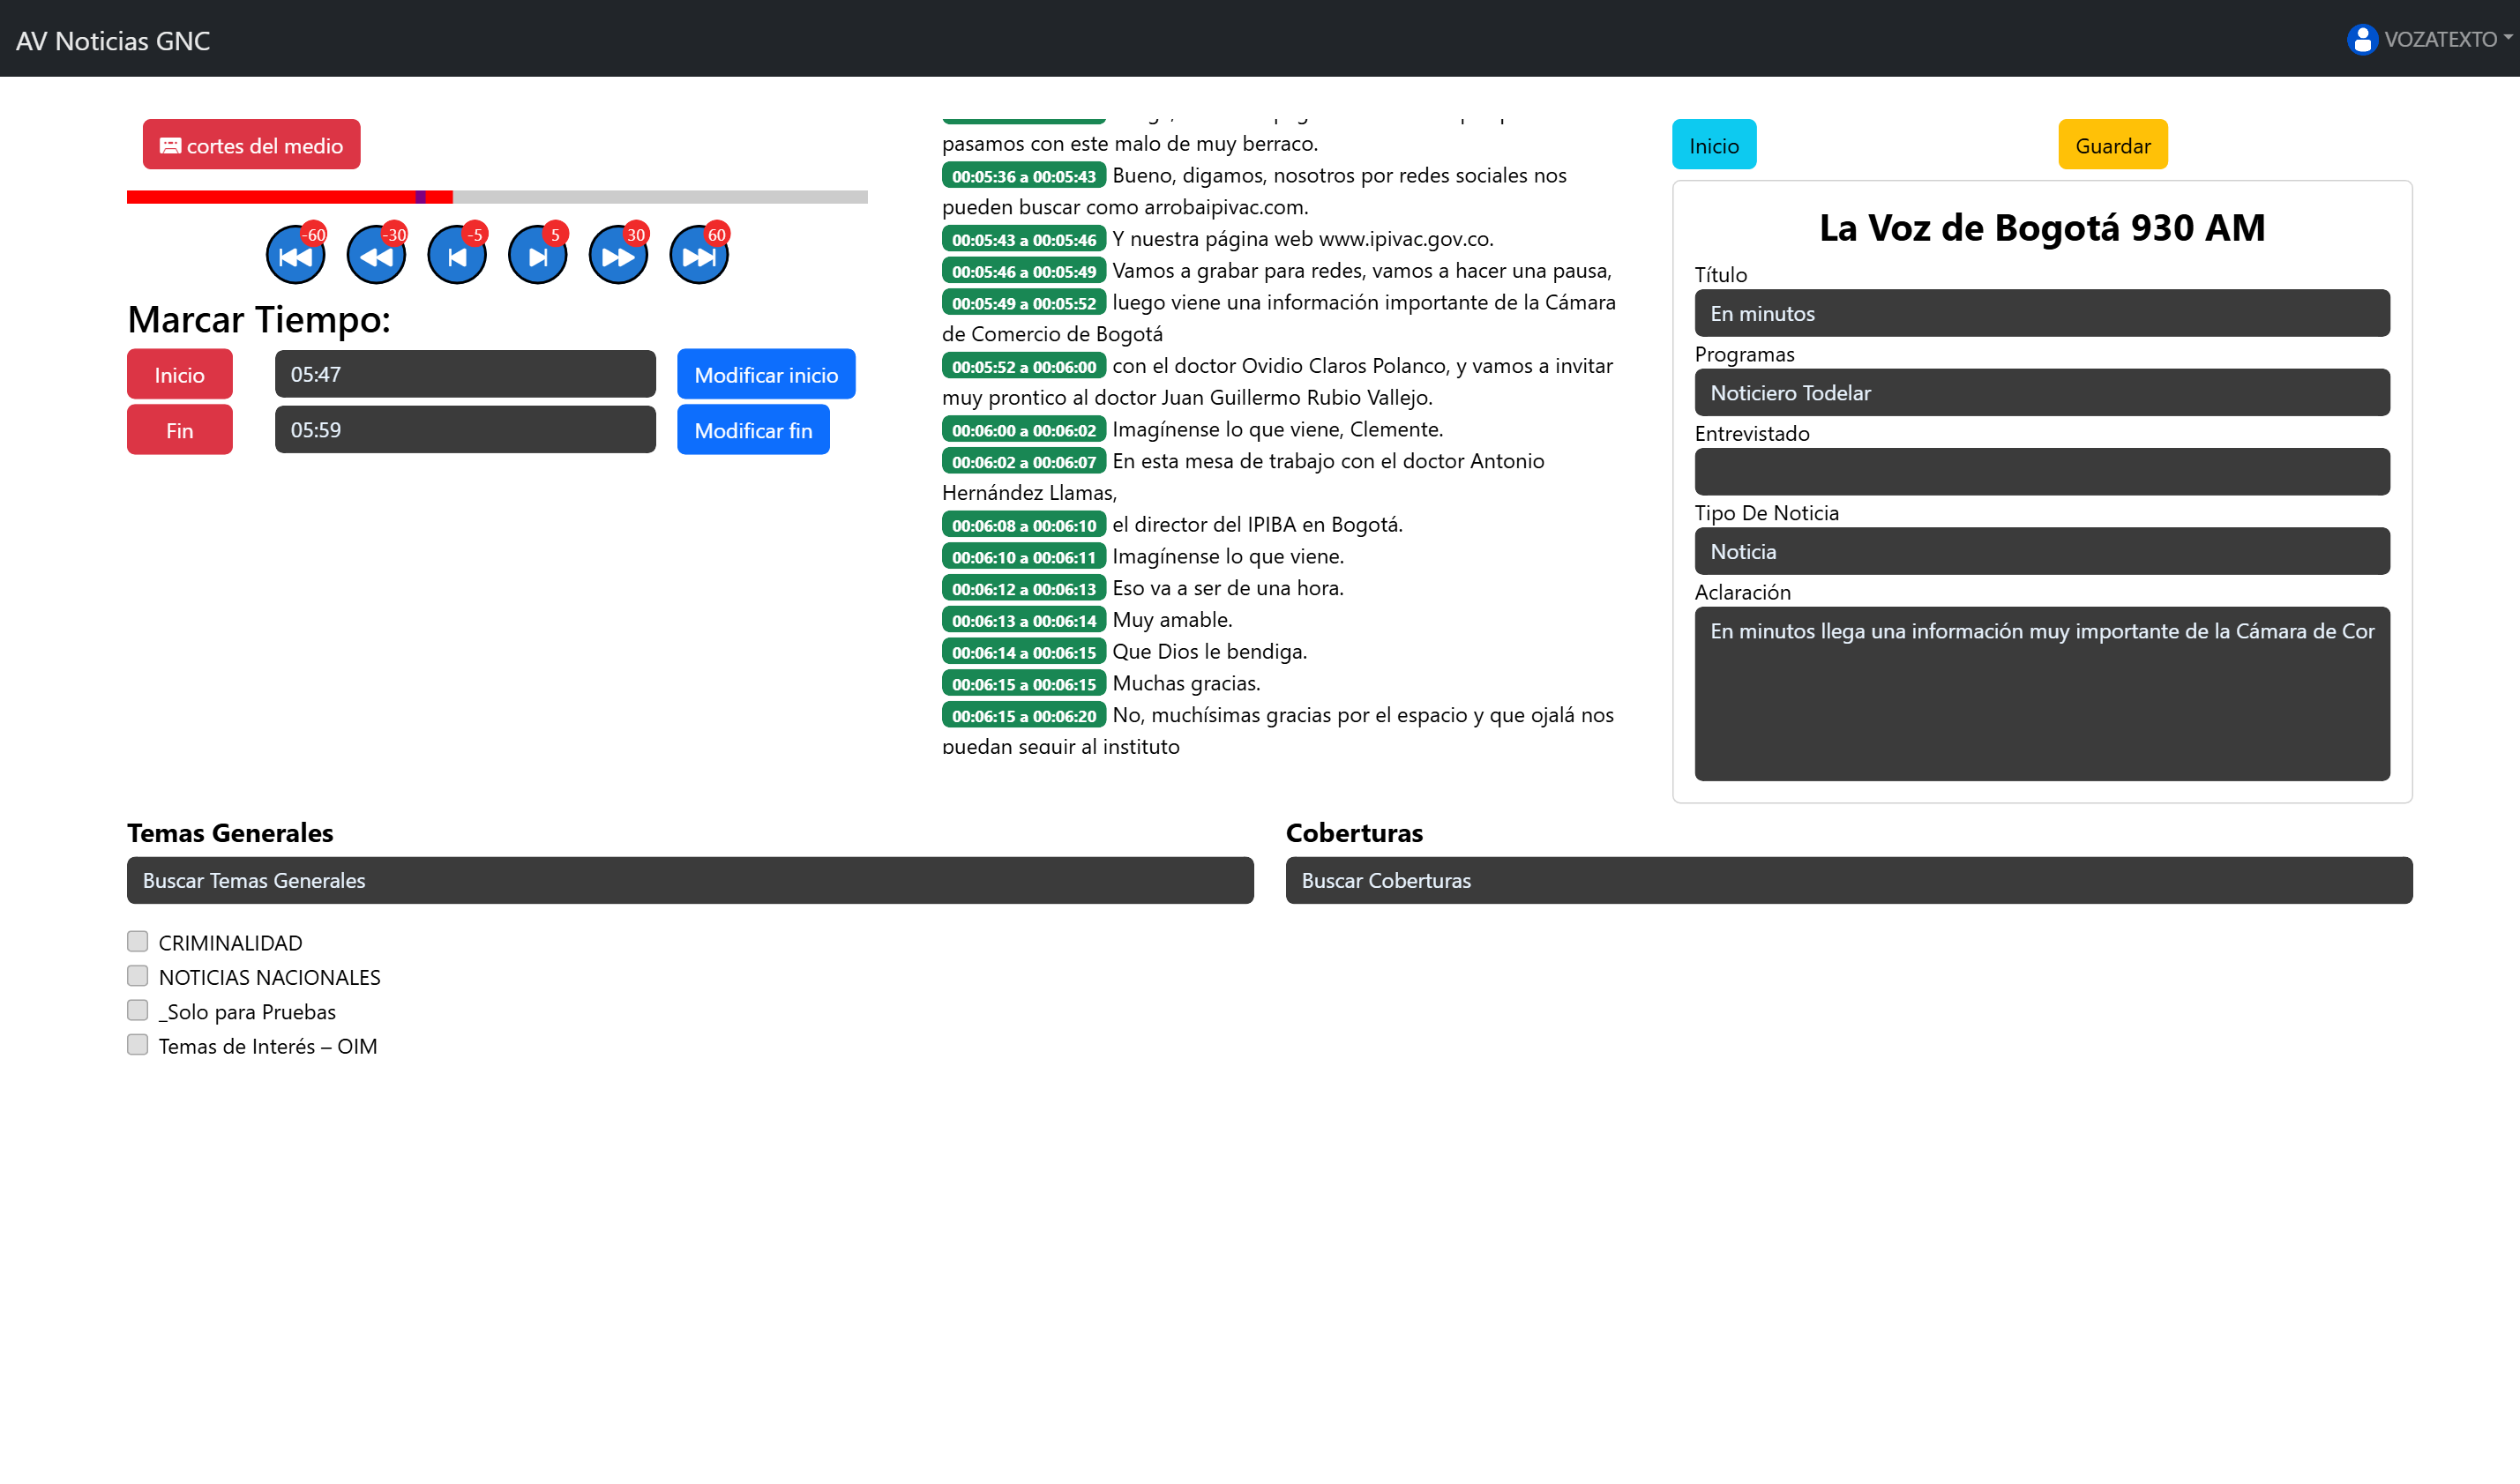 AV Noticias GNC
VOZATEXTO
cortes del medio
-60 -30 -5 5 30 60
Marcar Tiempo:
Inicio 05:47 Modificar inicio
Fin 05:59 Modificar fin
pasamos con este malo de muy berraco.
00:05:36 a 00:05:43 Bueno, digamos, nosotros por redes sociales nos
pueden buscar como arrobaipivac.com.
00:05:43 a 00:05:46 Y nuestra página web www.ipivac.gov.co.
00:05:46 a 00:05:49 Vamos a grabar para redes, vamos a hacer una pausa,
00:05:49 a 00:05:52 luego viene una información importante de la Cámara
de Comercio de Bogotá
00:05:52 a 00:06:00 con el doctor Ovidio Claros Polanco, y vamos a invitar
muy prontico al doctor Juan Guillermo Rubio Vallejo.
00:06:00 a 00:06:02 Imagínense lo que viene, Clemente.
00:06:02 a 00:06:07 En esta mesa de trabajo con el doctor Antonio
Hernández Llamas,
00:06:08 a 00:06:10 el director del IPIBA en Bogotá.
00:06:10 a 00:06:11 Imagínense lo que viene.
00:06:12 a 00:06:13 Eso va a ser de una hora.
00:06:13 a 00:06:14 Muy amable.
00:06:14 a 00:06:15 Que Dios le bendiga.
00:06:15 a 00:06:15 Muchas gracias.
00:06:15 a 00:06:20 No, muchísimas gracias por el espacio y que ojalá nos
puedan seguir al instituto
Inicio
Guardar
La Voz de Bogotá 930 AM
Título
En minutos
Programas
Noticiero Todelar
Entrevistado
Tipo De Noticia
Noticia
Aclaración
En minutos llega una información muy importante de la Cámara de Cor
Temas Generales
Buscar Temas Generales
CRIMINALIDAD
NOTICIAS NACIONALES
_Solo para Pruebas
Temas de Interés – OIM
Coberturas
Buscar Coberturas